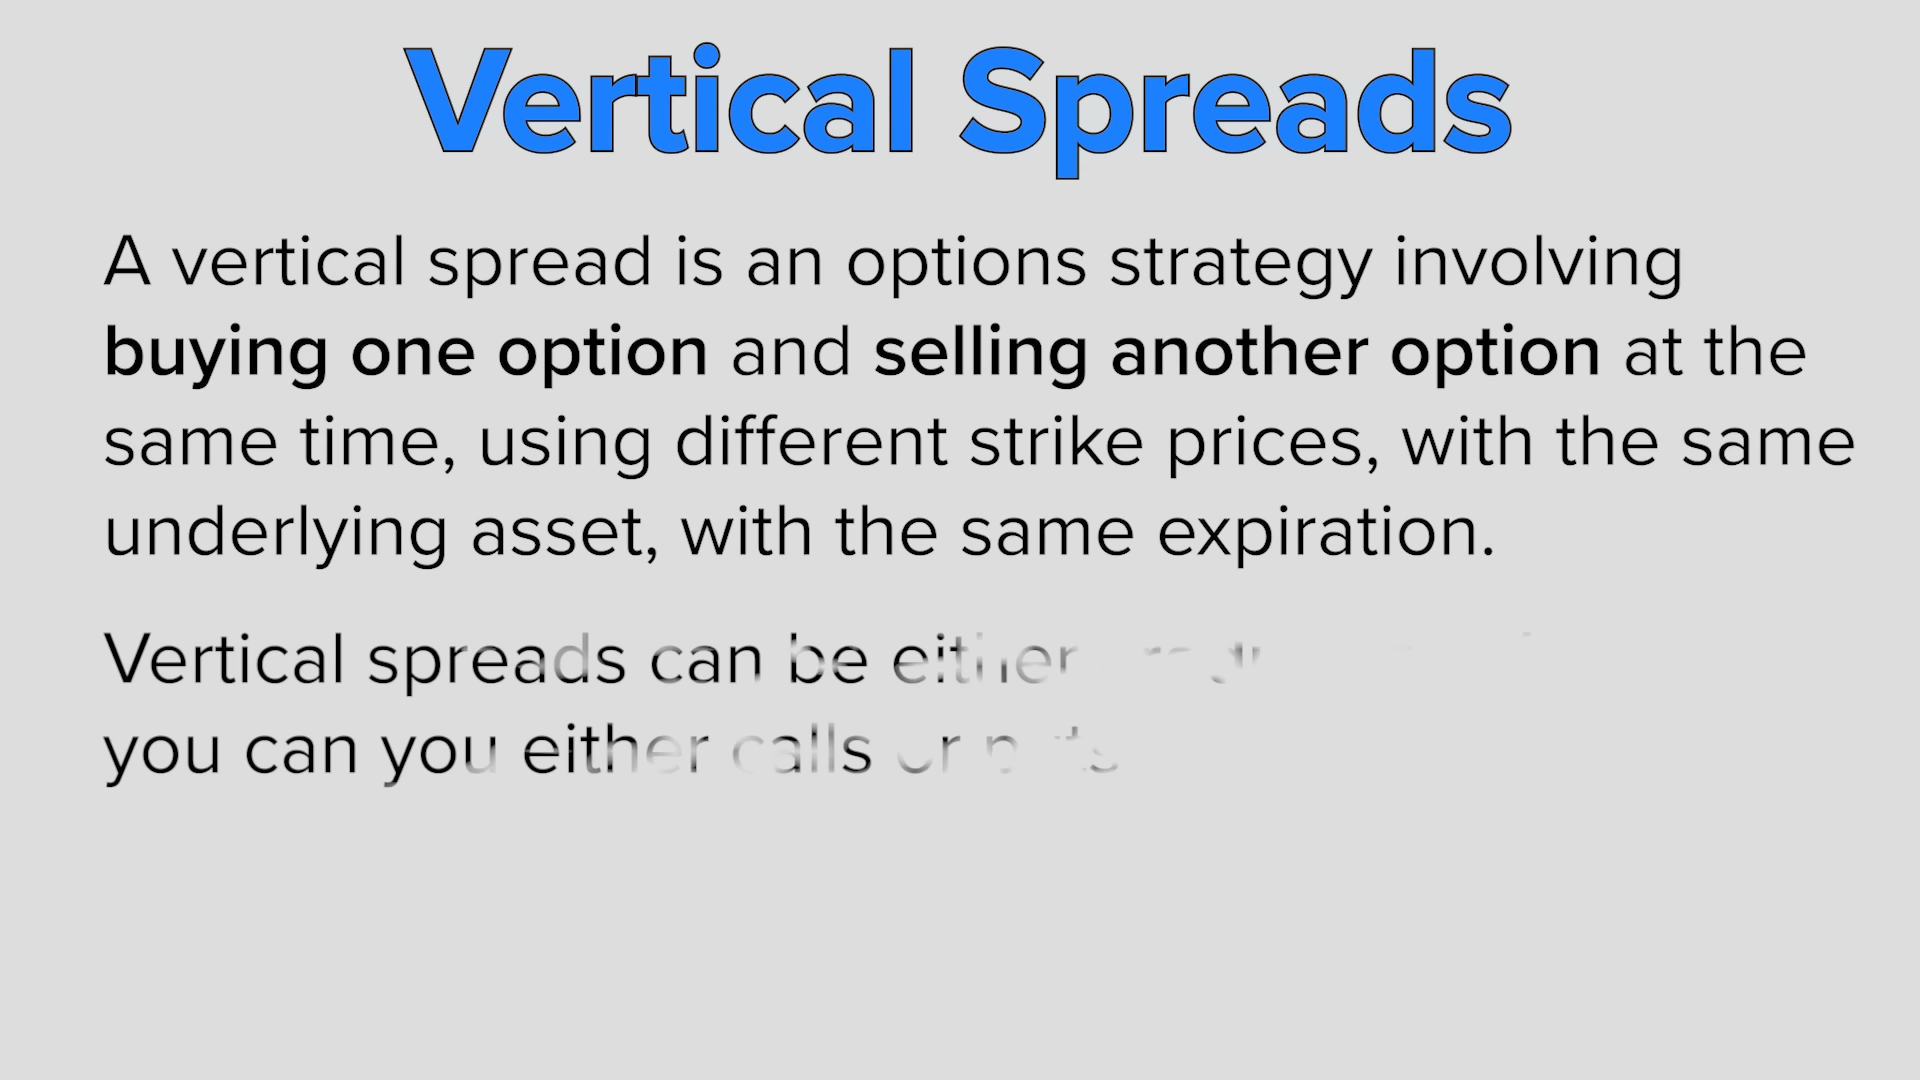 Vertical Spreads
A vertical spread is an options strategy involving
buying one option and selling another option at the
same time, using different strike prices, with the same
underlying asset, with the same expiration.
Vertical spreads can be either
you can you either calls or puts